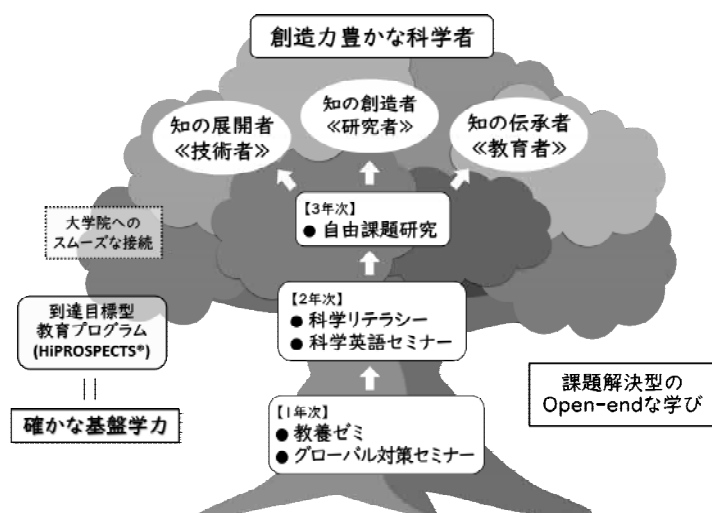 創造力豊かな科学者
知の創造者
≪研究者≫
知の展開者
≪技術者≫
知の伝承者
≪教育者≫
【3年次】
● 自由課題研究
大学院への
スムーズな接続
【2年次】
● 科学リテラシー
● 科学英語セミナー
到達目標型
教育プログラム
(HiPROSPECTS®)
確かな基盤学力
課題解決型の
Open-endな学び
【1年次】
● 教養ゼミ
● グローバル対策セミナー